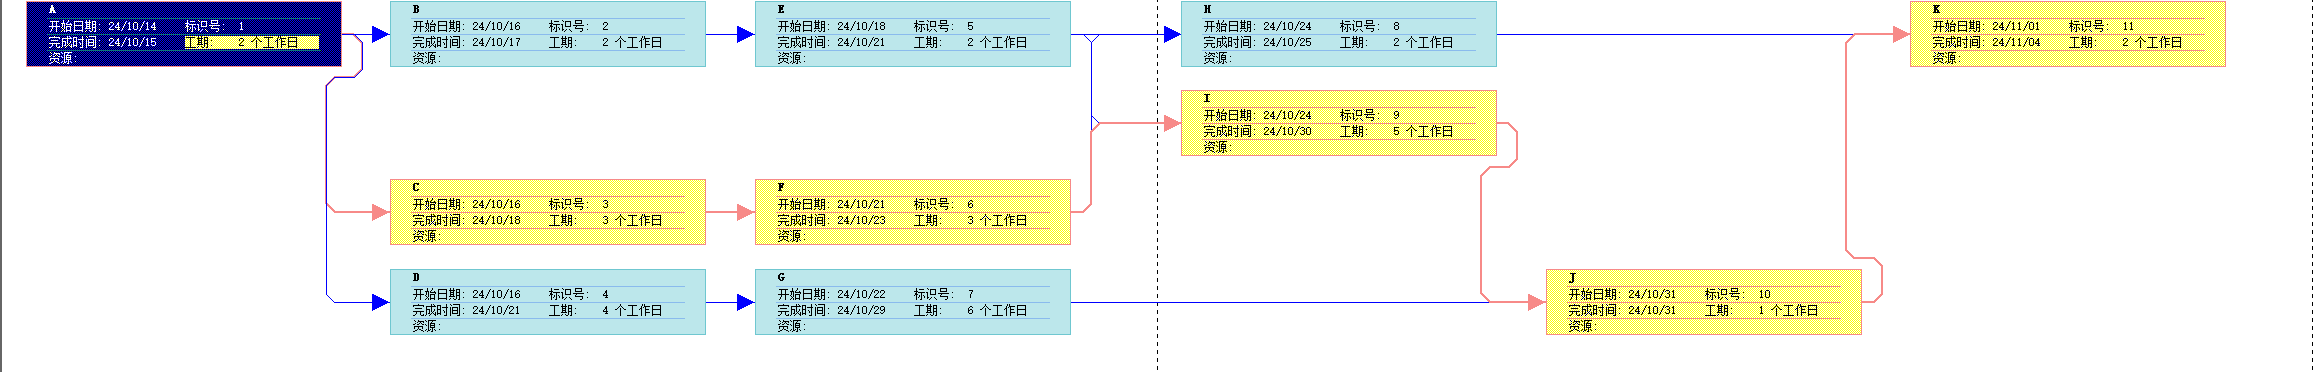 A
开始日期: 24/10/14 标识号: 1
完成时间: 24/10/15 工期: 2 个工作日
资源:
B
开始日期: 24/10/16 标识号: 2
完成时间: 24/10/17 工期: 2 个工作日
资源:
E
开始日期: 24/10/18 标识号: 5
完成时间: 24/10/21 工期: 2 个工作日
资源:
H
开始日期: 24/10/24 标识号: 8
完成时间: 24/10/25 工期: 2 个工作日
资源:
K
开始日期: 24/11/01 标识号: 11
完成时间: 24/11/04 工期: 2 个工作日
资源:
I
开始日期: 24/10/24 标识号: 9
完成时间: 24/10/30 工期: 5 个工作日
资源:
C
开始日期: 24/10/16 标识号: 3
完成时间: 24/10/18 工期: 3 个工作日
资源:
F
开始日期: 24/10/21 标识号: 6
完成时间: 24/10/23 工期: 3 个工作日
资源:
D
开始日期: 24/10/16 标识号: 4
完成时间: 24/10/21 工期: 4 个工作日
资源:
G
开始日期: 24/10/22 标识号: 7
完成时间: 24/10/29 工期: 6 个工作日
资源:
J
开始日期: 24/10/31 标识号: 10
完成时间: 24/10/31 工期: 1 个工作日
资源: